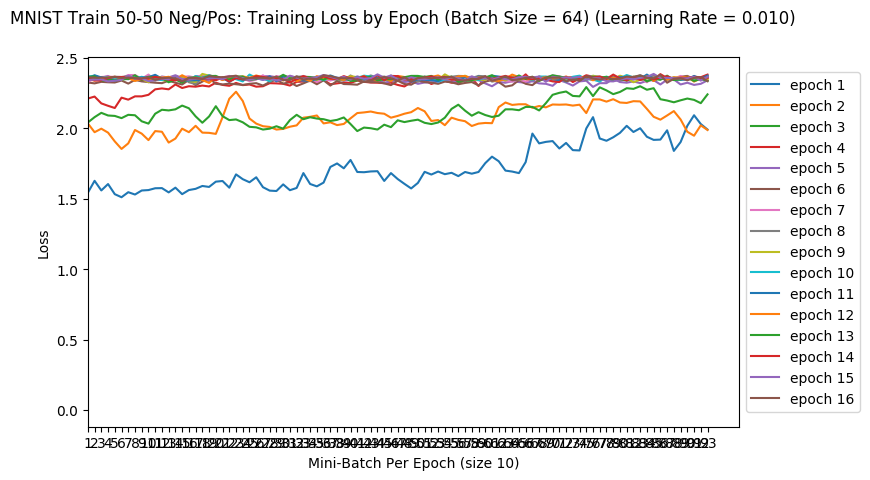 MNIST Train 50-50 Neg/Pos: Training Loss by Epoch (Batch Size = 64) (Learning Rate = 0.010)
2.5
2.0
1.5
1.0
0.5
0.0
Loss
Mini-Batch Per Epoch (size 10)
epoch 1
epoch 2
epoch 3
epoch 4
epoch 5
epoch 6
epoch 7
epoch 8
epoch 9
epoch 10
epoch 11
epoch 12
epoch 13
epoch 14
epoch 15
epoch 16